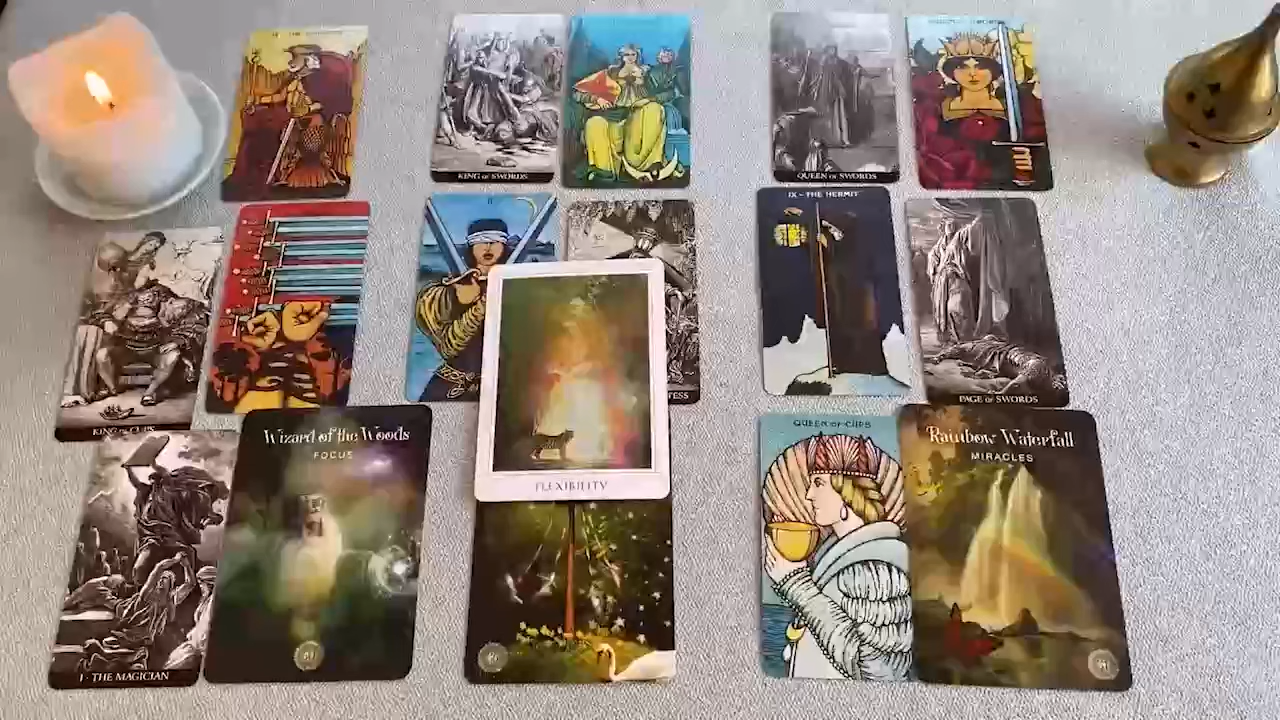 KING OF SWORDS
QUEEN OF SWORDS
II
IX - THE HERMIT
KING OF CUPS
PAGE OF SWORDS
Wizard of the Woods
FOCUS
FLEXIBILITY
QUEEN OF CUPS
Rainbow Waterfall
MIRACLES
I - THE MAGICIAN